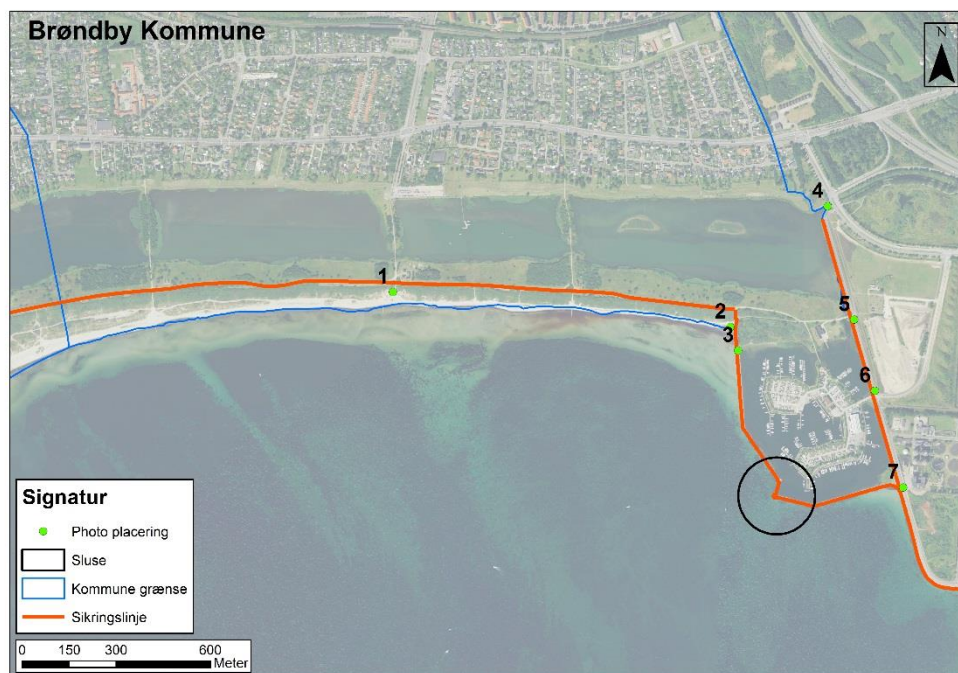 Brøndby Kommune
N
4
1
2
5
3
6
7
Signatur
Photo placering
Sluse
Kommune grænse
Sikringslinje
0 150 300 600
Meter